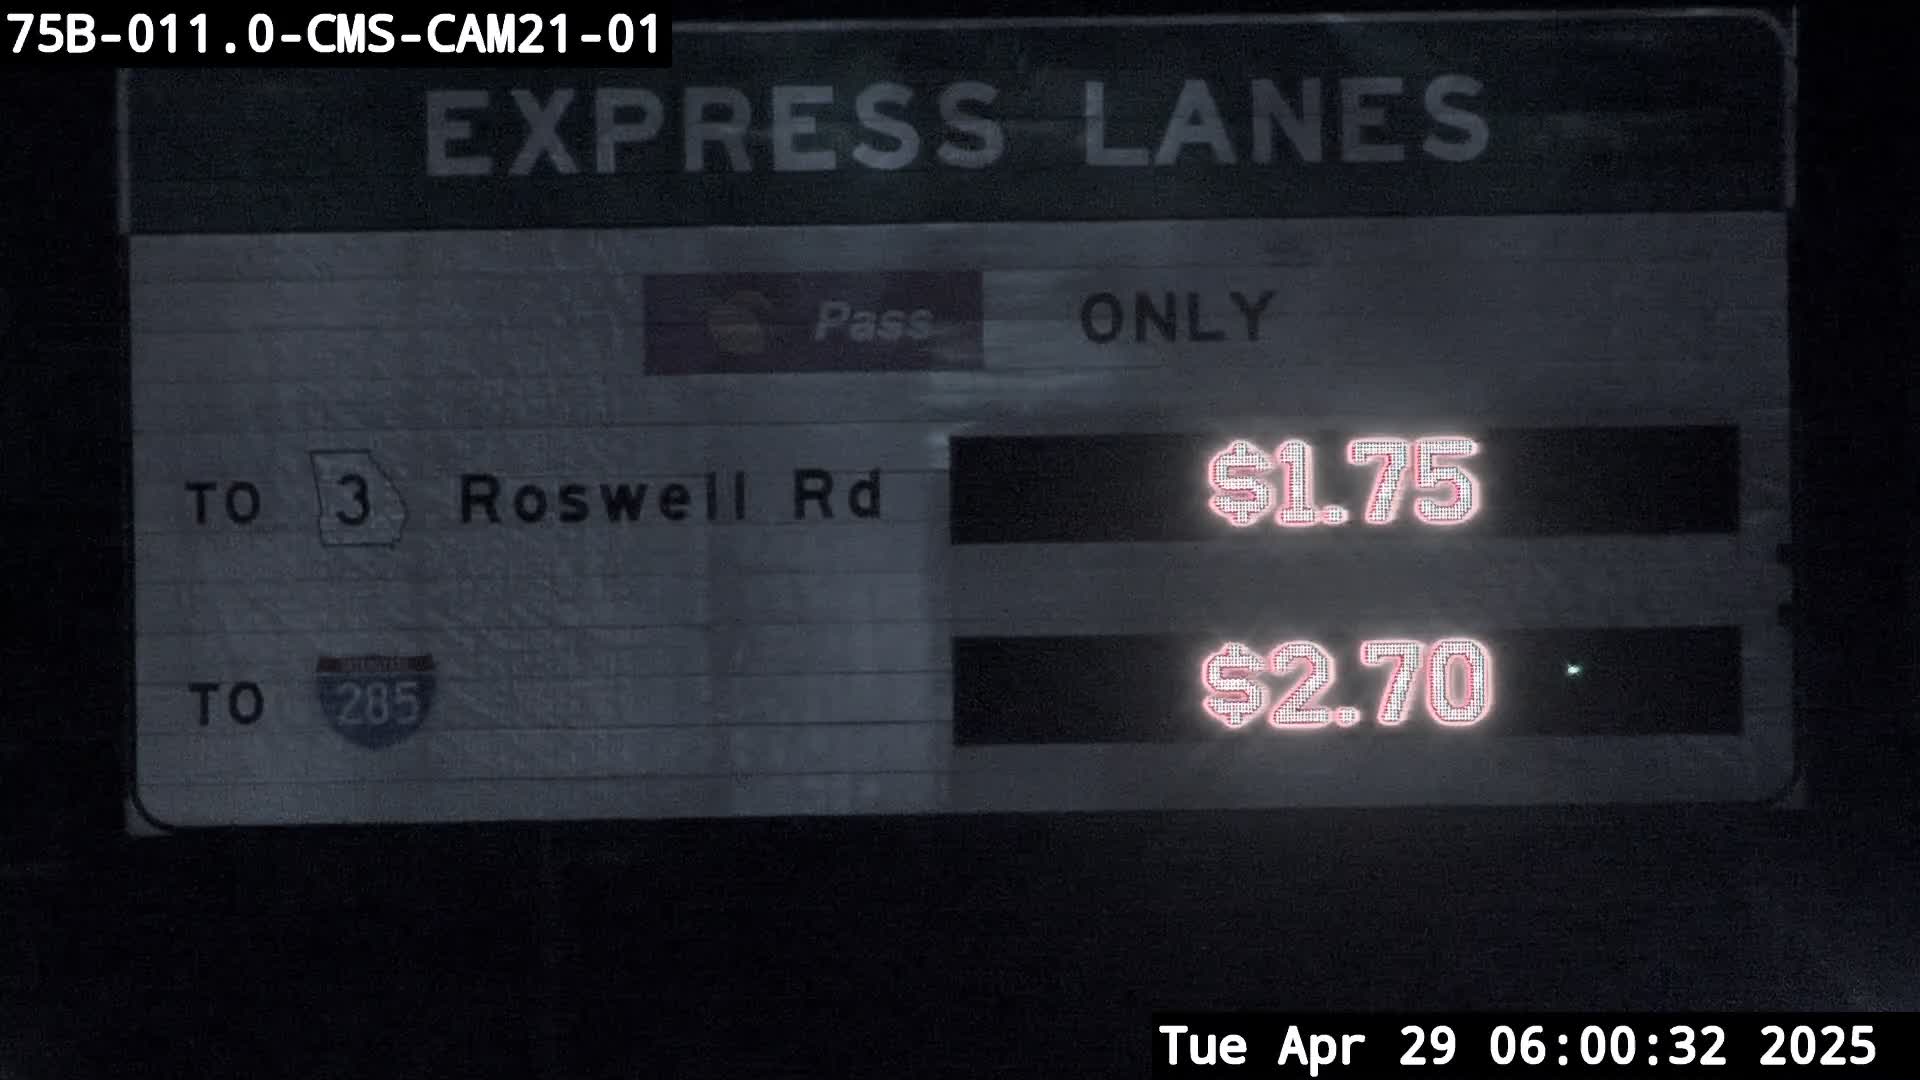 75B-011.0-CMS-CAM21-01
EXPRESS LANES
Pass ONLY
TO 3 Roswell Rd $1.75
TO 285 $2.70
Tue Apr 29 06:00:32 2025